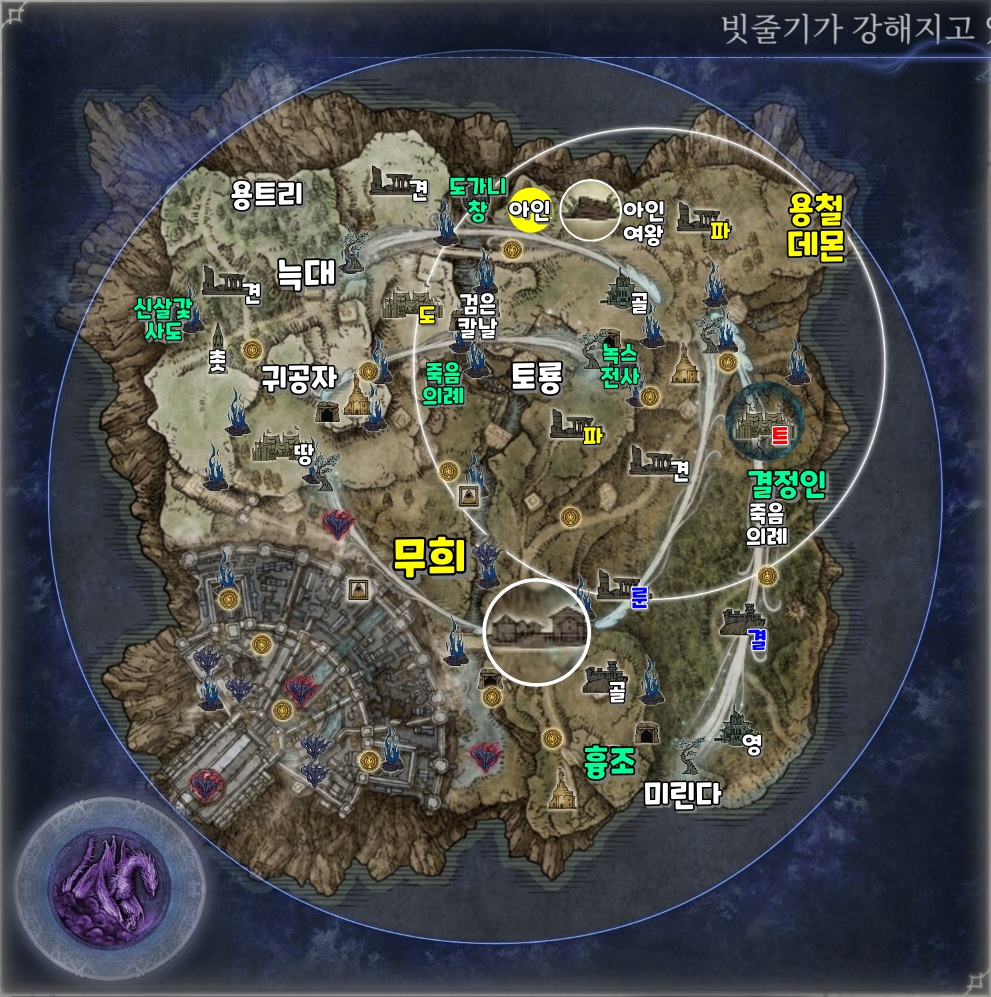 빗줄기가 강해지고
용트리
견
도가니
창
아인
아인
여왕
파
용철
데몬
늑대
견
신살갗
사도
촛
도
검은
칼날
골
귀공자
죽음
의례
토룡
녹스
전사
트
땅
파
견
결정인
죽음
의례
무희
룬
결
골
흉조
영
미린다